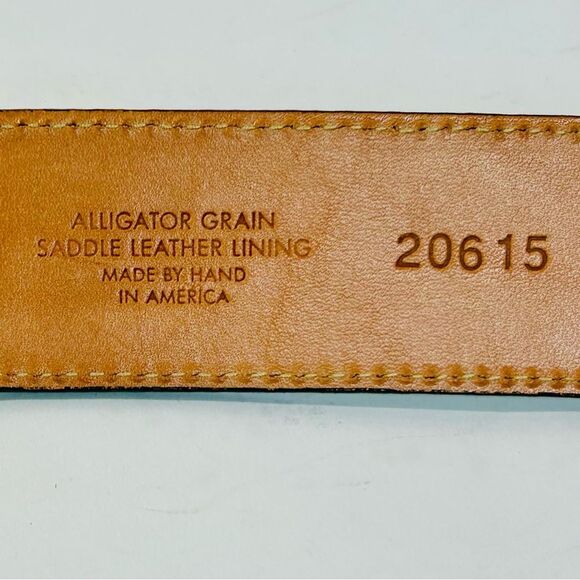 ALLIGATOR GRAIN
SADDLE LEATHER LINING
MADE BY HAND
IN AMERICA
20615